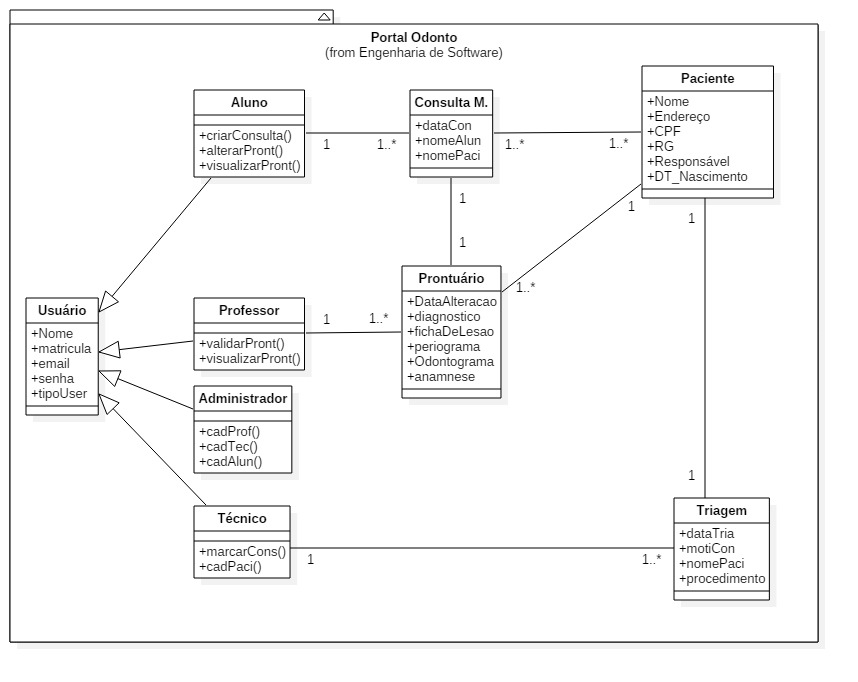 Portal Odonto
(from Engenharia de Software)
Aluno
+criarConsulta()
+alterarPront()
+visualizarPront()
1
1..*
Consulta M.
+dataCon
+nomeAlun
+nomePaci
1..*
1..*
Paciente
+Nome
+Endereço
+CPF
+RG
+Responsável
+DT_Nascimento
1
1
1
1
1..*
Prontuário
+DataAlteracao
+diagnostico
+fichaDeLesao
+periograma
+Odontograma
+anamnese
Usuário
+Nome
+matricula
+email
+senha
+tipoUser
Professor
+validarPront()
+visualizarPront()
1
1..*
Administrador
+cadProf()
+cadTec()
+cadAlun()
Técnico
+marcarCons()
+cadPaci()
1
1..*
1
Triagem
+dataTria
+motiCon
+nomePaci
+procedimento